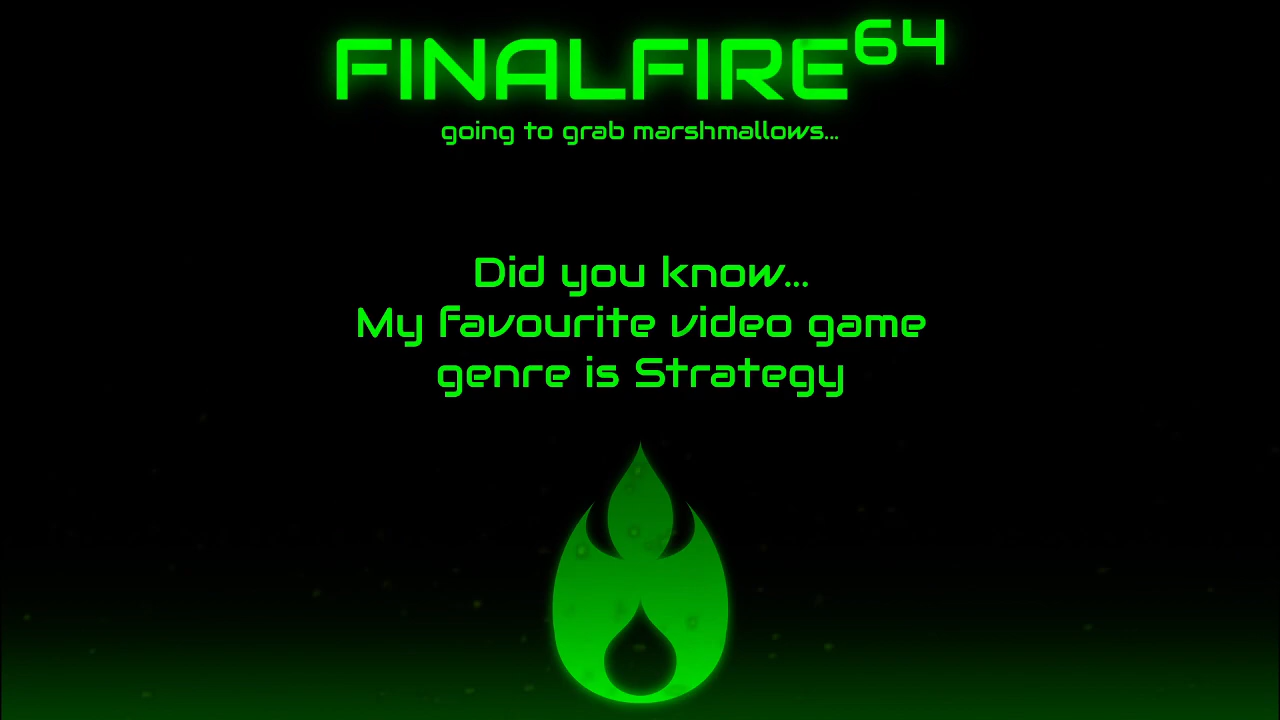 FINALFIRE⁶⁴
going to grab marshmallows...
Did you know...
My favourite video game
genre is Strategy